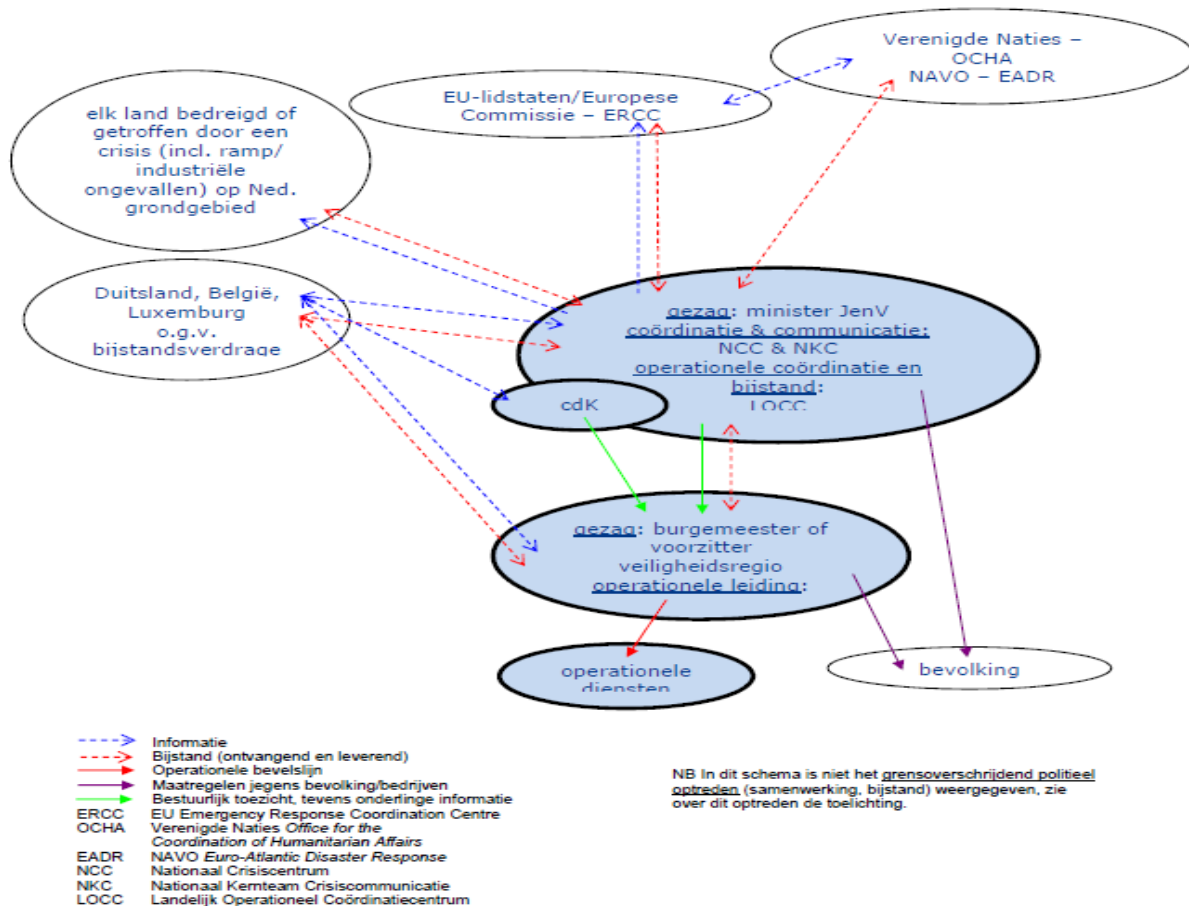 Verenigde Naties –
OCHA
NAVO – EADR
EU-lidstaten/Europese
Commissie – ERCC
elk land bedreigd of
getroffen door een
crisis (incl. ramp/
industriële
ongevallen) op Ned.
grondgebied
Duitsland, België,
Luxemburg
o.g.v.
bijstandsverdrage
gezag: minister JenV
coördinatie & communicatie:
NCC & NKC
operationele coördinatie en
bijstand:
LOCC
cdK
gezag: burgemeester of
voorzitter
veiligheidsregio
operationele leiding:
operationele
diensten
bevolking
Informatie
Bijstand (ontvangend en leverend)
Operationele bevelslijn
Maatregelen jegens bevolking/bedrijven
Bestuurlijk toezicht, tevens onderlinge informatie
ERCC EU Emergency Response Coordination Centre
OCHA Verenigde Naties Office for the
Coordination of Humanitarian Affairs
EADR NAVO Euro-Atlantic Disaster Response
NCC Nationaal Crisiscentrum
NKC Nationaal Kernteam Crisiscommunicatie
LOCC Landelijk Operationeel Coördinatiecentrum
NB In dit schema is niet het grensoverschrijdend politieel
optreden (samenwerking, bijstand) weergegeven, zie
over dit optreden de toelichting.